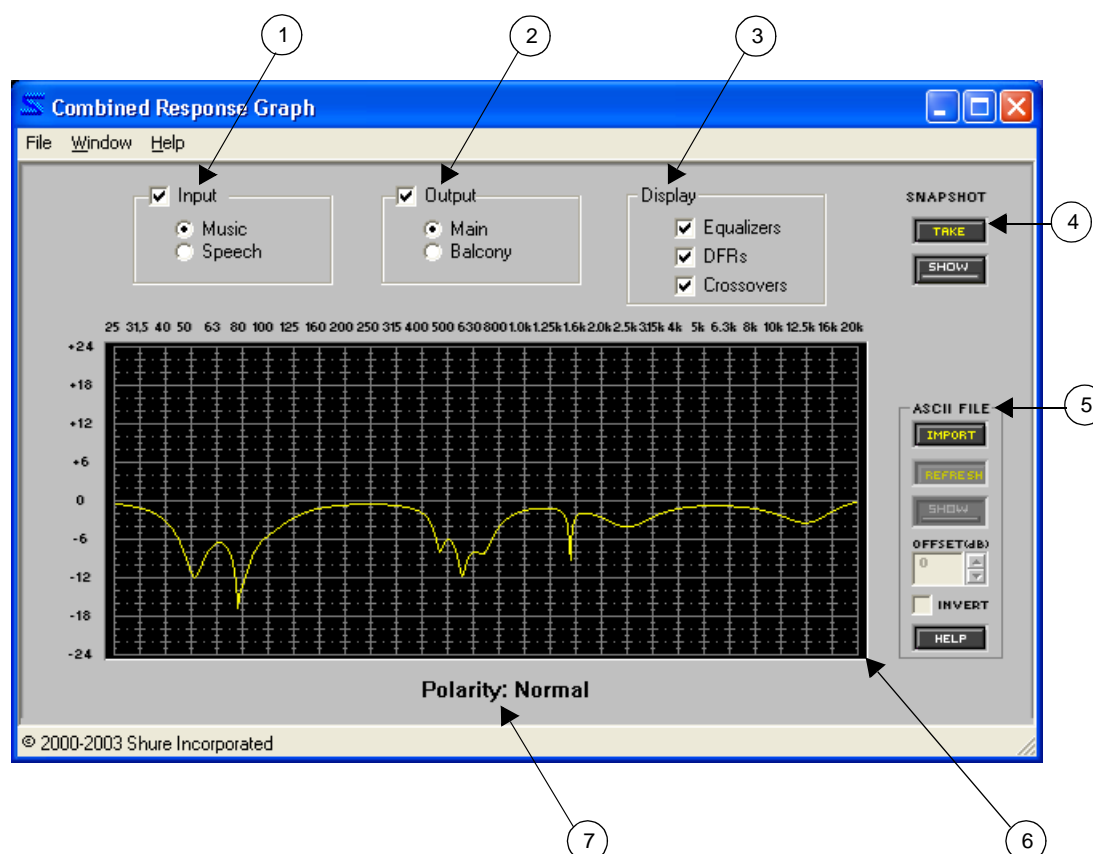 1 2 3
Combined Response Graph
File Window Help
Input Output Display SNAPSHOT
Music Main Equalizers TAKE 4
Speech Balcony DFRs SHOW
Crossovers
25 31,5 40 50 63 80 100 125 160 200 250 315 400 500 630 800 1.0k 1.25k 1.6k 2.0k 2.5k 3.15k 4k 5k 6.3k 8k 10k 12.5k 16k 20k
+24
+18
+12
+6
0
-6
-12
-18
-24
ASCII FILE 5
IMPORT
REFRESH
SHOW
OFFSET(dB)
0
INVERT
HELP
Polarity: Normal
© 2000-2003 Shure Incorporated
7 6